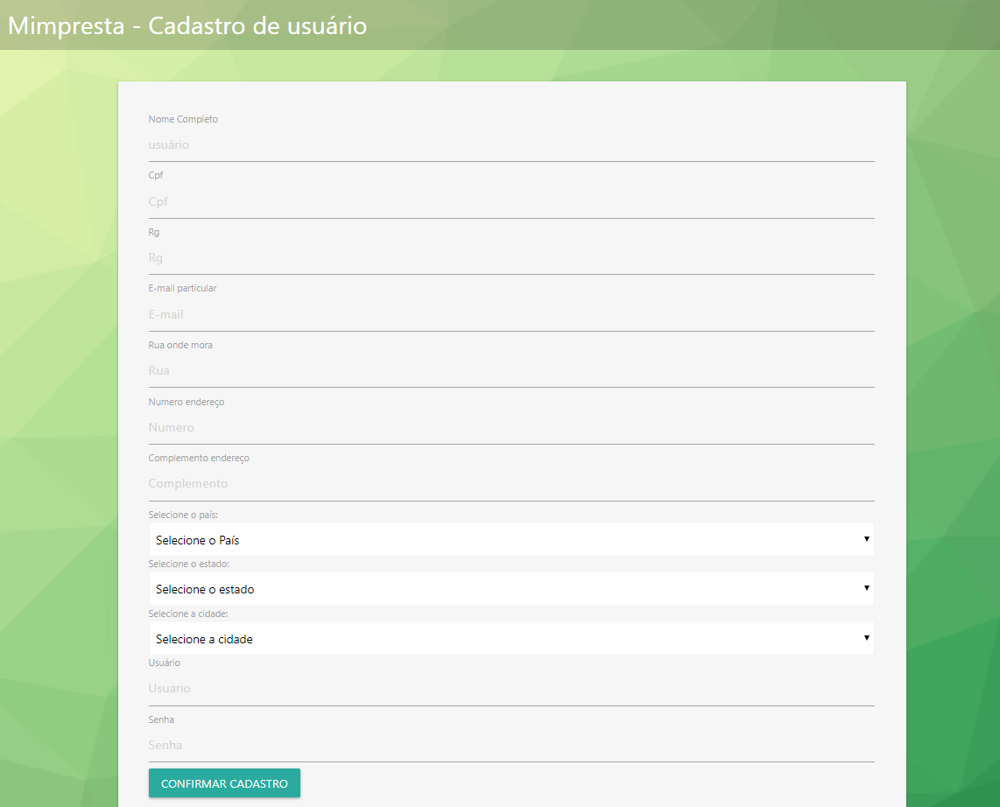 Mimpresta - Cadastro de usuário
Nome Completo
usuário
Cpf
Cpf
Rg
Rg
E-mail particular
E-mail
Rua onde mora
Rua
Numero endereço
Numero
Complemento endereço
Complemento
Selecione o país:
Selecione o País
Selecione o estado:
Selecione o estado
Selecione a cidade:
Selecione a cidade
Usuário
Usuario
Senha
Senha
CONFIRMAR CADASTRO